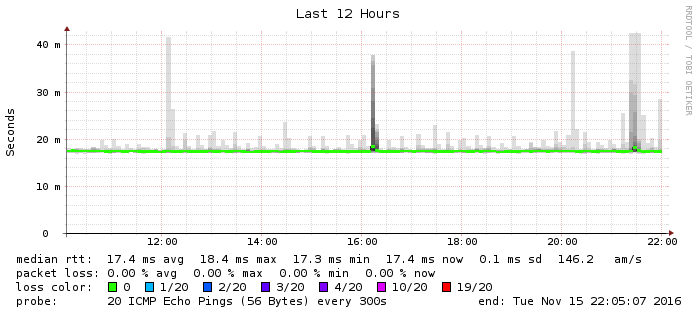 Last 12 Hours
RRDTOOL / TOBI OETIKER
Seconds
40 m
30 m
20 m
10 m
0
12:00 14:00 16:00 18:00 20:00 22:00
median rtt: 17.4 ms avg 18.4 ms max 17.3 ms min 17.4 ms now 0.1 ms sd 146.2 am/s
packet loss: 0.00 % avg 0.00 % max 0.00 % min 0.00 % now
loss color: 0 1/20 2/20 3/20 4/20 10/20 19/20
probe: 20 ICMP Echo Pings (56 Bytes) every 300s end: Tue Nov 15 22:05:07 2016